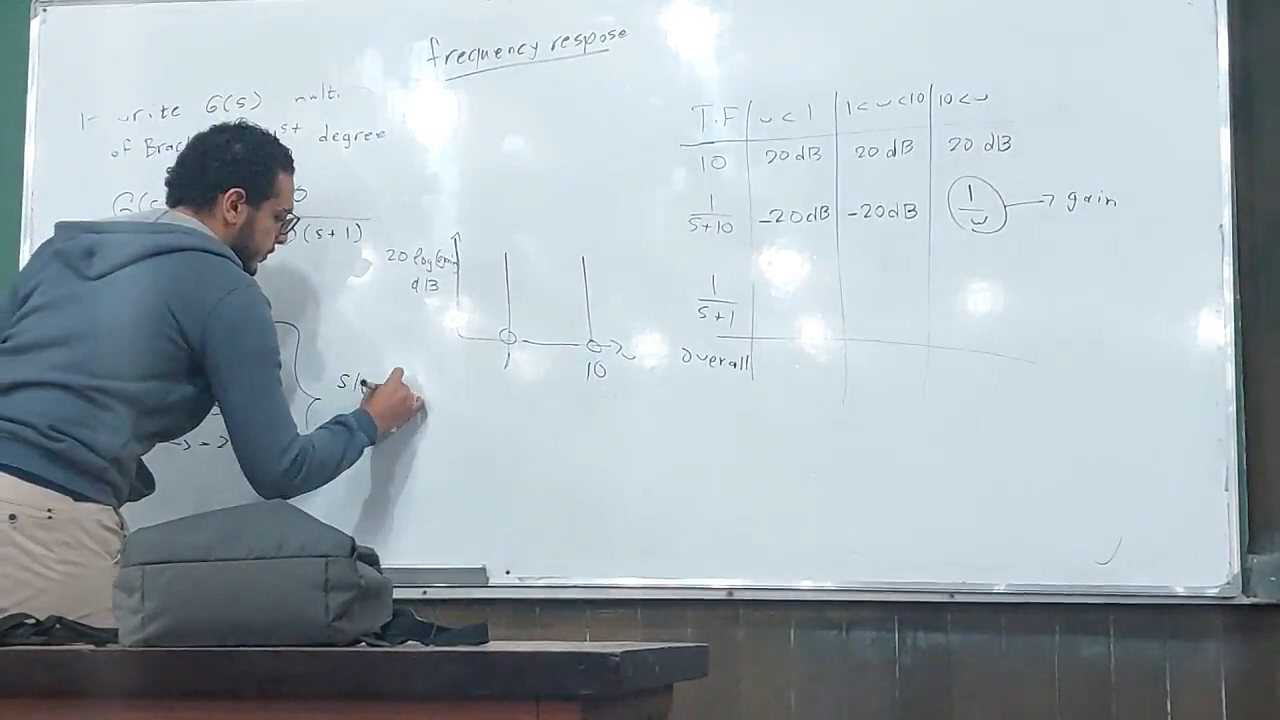 frequency respose
1- write G(s) mult.
of st degree
(s+1)
20 log
dB
1
10
T.F ω < 1 1 < ω < 10 10 < ω
10 20 dB 20 dB 20 dB
1/(s+10) -20dB -20dB 1/ω → gain
1/(s+1)
overall